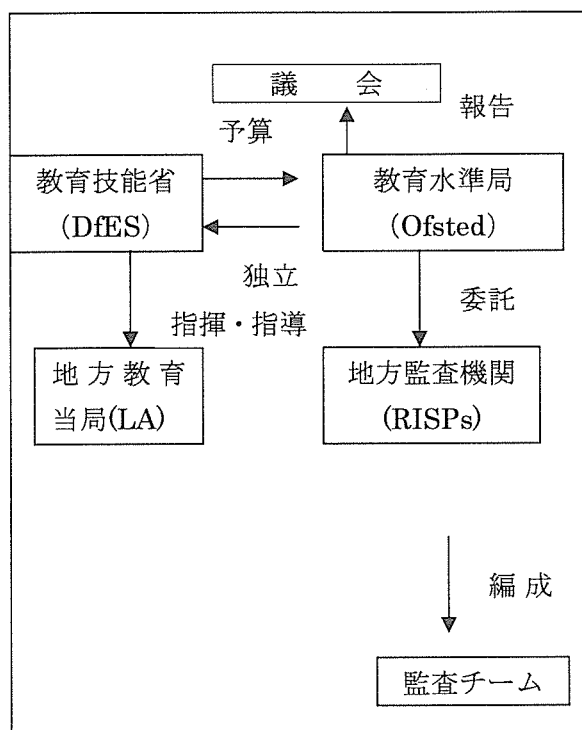 議 会
報告
予算
教育技能省
(DfES)
教育水準局
(Ofsted)
独立
指揮・指導
委託
地方教育
当局(LA)
地方監査機関
(RISPs)
編成
監査チーム